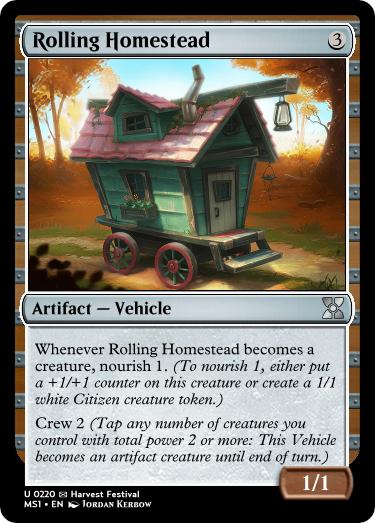 Rolling Homestead 3
Artifact — Vehicle
Whenever Rolling Homestead becomes a
creature, nourish 1. (To nourish 1, either put
a +1/+1 counter on this creature or create a 1/1
white Citizen creature token.)
Crew 2 (Tap any number of creatures you
control with total power 2 or more: This Vehicle
becomes an artifact creature until end of turn.)
1/1
U 0220 Harvest Festival
MS1 • EN Jordan Kerbow